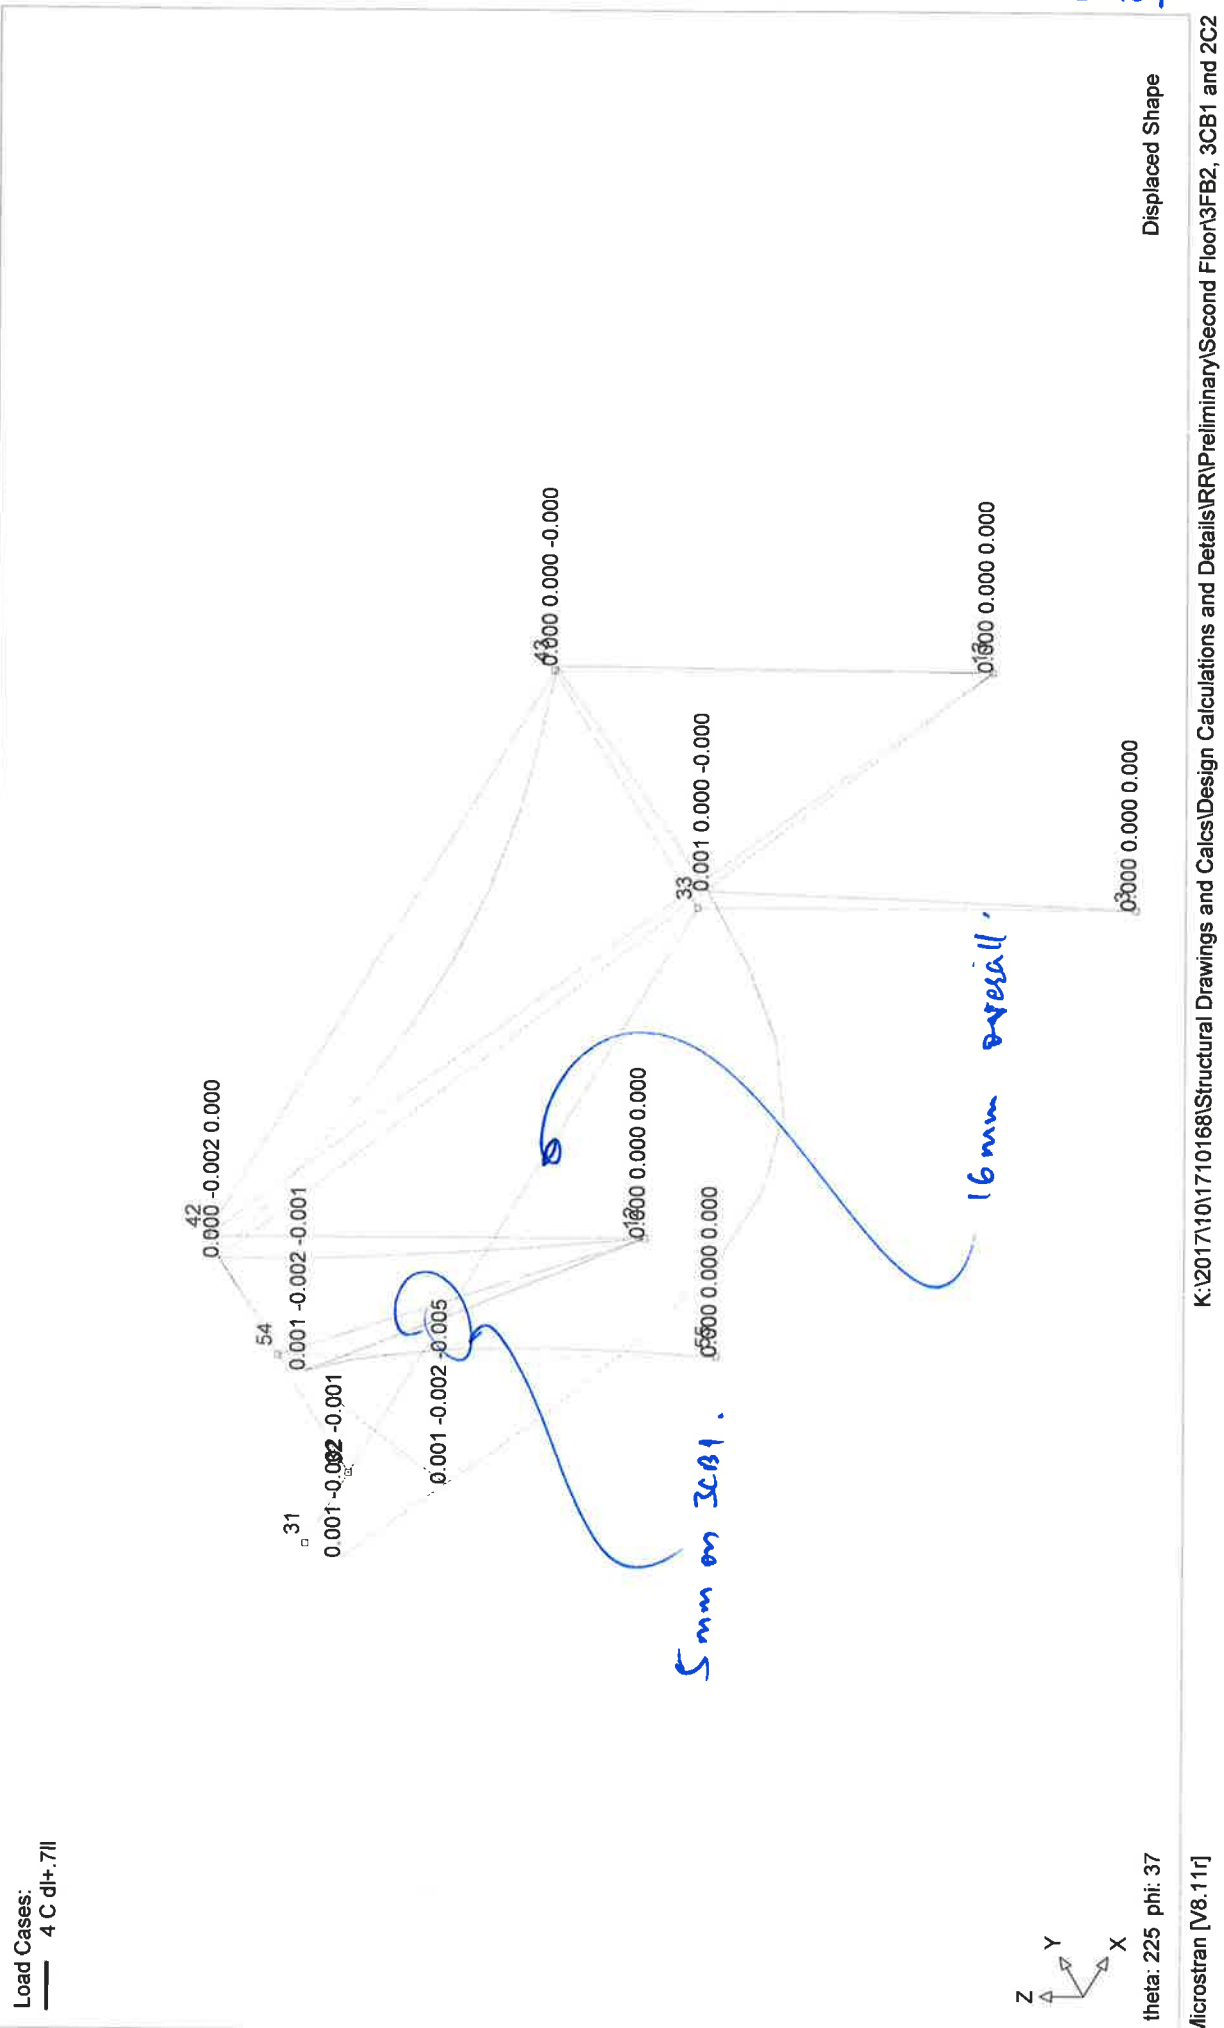 Load Cases:
4 C dl+.7ll
42
0.000 -0.002 0.000
54
0.001 -0.002 -0.001
31
0.001 -0.002 -0.001
32
0.001 -0.002 -0.005
0.000 0.000 0.000
0.000 0.000 0.000
43
0.000 0.000 -0.000
33
0.001 0.000 -0.000
13
0.000 0.000 0.000
3
0.000 0.000 0.000
5mm on 3CB1.
16mm overall.
Displaced Shape
Z
Y
X
theta: 225 phi: 37
Microstran [V8.11r]
K:\2017\10\1710168\Structural Drawings and Calcs\Design Calculations and Details\RR\Preliminary\Second Floor\3FB2, 3CB1 and 2C2